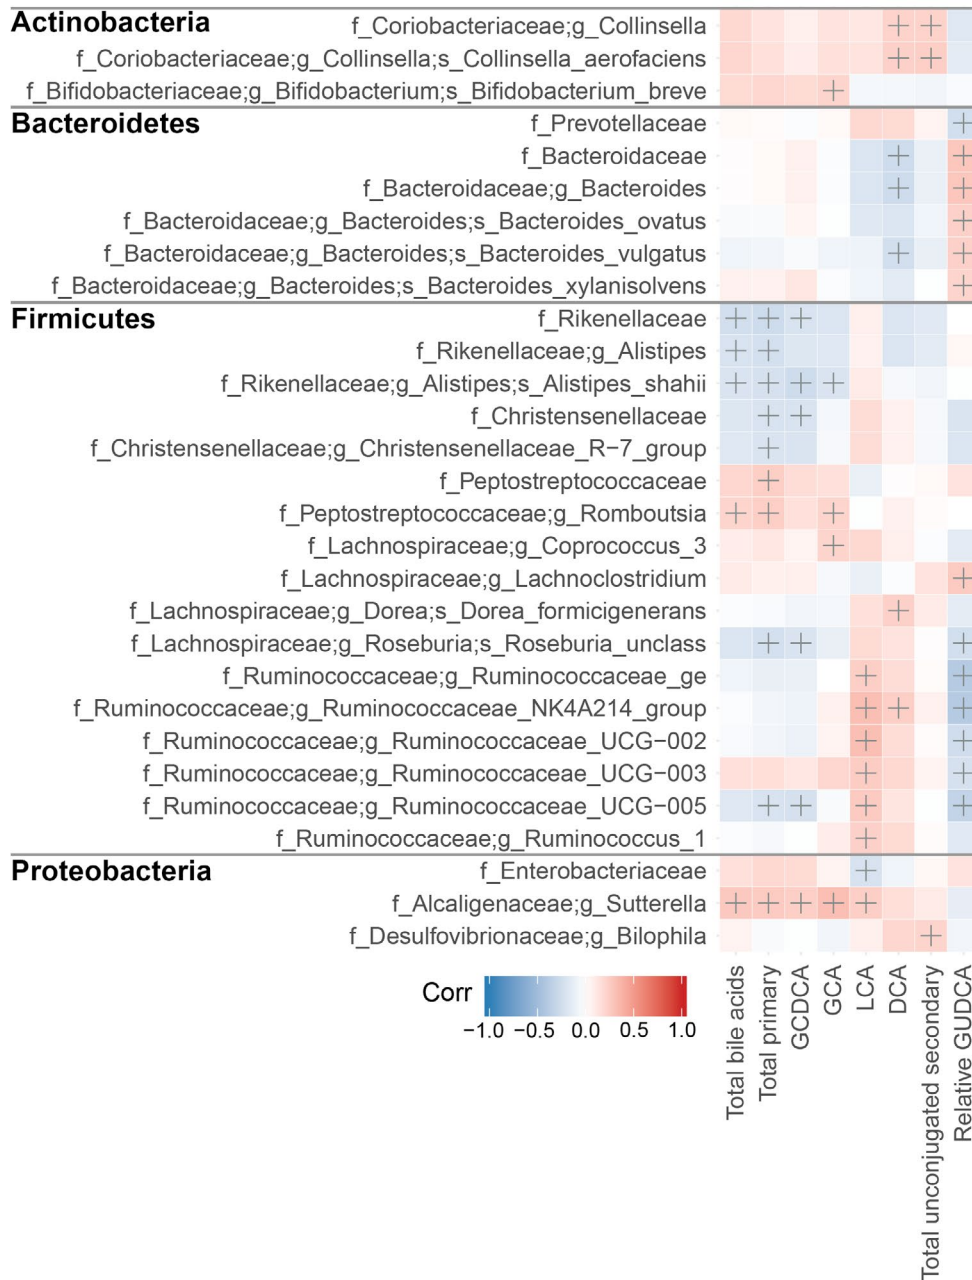 Actinobacteria
f_Coriobacteriaceae;g_Collinsella
f_Coriobacteriaceae;g_Collinsella;s_Collinsella_aerofaciens
f_Bifidobacteriaceae;g_Bifidobacterium;s_Bifidobacterium_breve
Bacteroidetes
f_Prevotellaceae
f_Bacteroidaceae
f_Bacteroidaceae;g_Bacteroides
f_Bacteroidaceae;g_Bacteroides;s_Bacteroides_ovatus
f_Bacteroidaceae;g_Bacteroides;s_Bacteroides_vulgatus
f_Bacteroidaceae;g_Bacteroides;s_Bacteroides_xylanisolvens
Firmicutes
f_Rikenellaceae
f_Rikenellaceae;g_Alistipes
f_Rikenellaceae;g_Alistipes;s_Alistipes_shahii
f_Christensenellaceae
f_Christensenellaceae;g_Christensenellaceae_R−7_group
f_Peptostreptococcaceae
f_Peptostreptococcaceae;g_Romboutsia
f_Lachnospiraceae;g_Coprococcus_3
f_Lachnospiraceae;g_Lachnoclostridium
f_Lachnospiraceae;g_Dorea;s_Dorea_formicigenerans
f_Lachnospiraceae;g_Roseburia;s_Roseburia_unclass
f_Ruminococcaceae;g_Ruminococcaceae_ge
f_Ruminococcaceae;g_Ruminococcaceae_NK4A214_group
f_Ruminococcaceae;g_Ruminococcaceae_UCG−002
f_Ruminococcaceae;g_Ruminococcaceae_UCG−003
f_Ruminococcaceae;g_Ruminococcaceae_UCG−005
f_Ruminococcaceae;g_Ruminococcus_1
Proteobacteria
f_Enterobacteriaceae
f_Alcaligenaceae;g_Sutterella
f_Desulfovibrionaceae;g_Bilophila
Corr
−1.0 −0.5 0.0 0.5 1.0
Total bile acids
Total primary
GCDCA
GCA
LCA
DCA
Total unconjugated secondary
Relative GUDCA